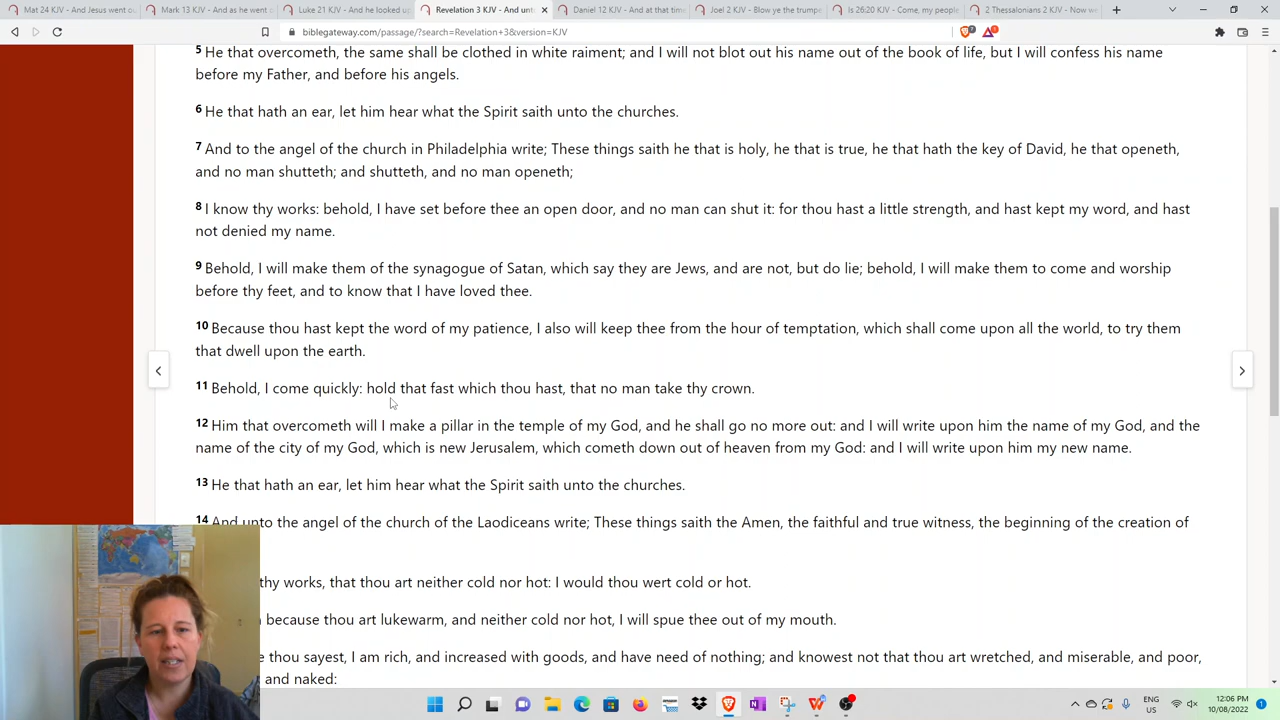 Mat 24 KJV - And Jesus went ou
Mark 13 KJV - And as he went o
Luke 21 KJV - And he looked up
Revelation 3 KJV - And unt
Daniel 12 KJV - And at that time
Joel 2 KJV - Blow ye the trumpe
Is 26:20 KJV - Come, my people
2 Thessalonians 2 KJV - Now w
biblegateway.com/passage/?search=Revelation+3&version=KJV
5 He that overcometh, the same shall be clothed in white raiment; and I will not blot out his name out of the book of life, but I will confess his name
before my Father, and before his angels.
6 He that hath an ear, let him hear what the Spirit saith unto the churches.
7 And to the angel of the church in Philadelphia write; These things saith he that is holy, he that is true, he that hath the key of David, he that openeth,
and no man shutteth; and shutteth, and no man openeth;
8 I know thy works: behold, I have set before thee an open door, and no man can shut it: for thou hast a little strength, and hast kept my word, and hast
not denied my name.
9 Behold, I will make them of the synagogue of Satan, which say they are Jews, and are not, but do lie; behold, I will make them to come and worship
before thy feet, and to know that I have loved thee.
10 Because thou hast kept the word of my patience, I also will keep thee from the hour of temptation, which shall come upon all the world, to try them
that dwell upon the earth.
11 Behold, I come quickly: hold that fast which thou hast, that no man take thy crown.
12 Him that overcometh will I make a pillar in the temple of my God, and he shall go no more out: and I will write upon him the name of my God, and the
name of the city of my God, which is new Jerusalem, which cometh down out of heaven from my God: and I will write upon him my new name.
13 He that hath an ear, let him hear what the Spirit saith unto the churches.
14 And unto the angel of the church of the Laodiceans write; These things saith the Amen, the faithful and true witness, the beginning of the creation of
thy works, that thou art neither cold nor hot: I would thou wert cold or hot.
because thou art lukewarm, and neither cold nor hot, I will spue thee out of my mouth.
thou sayest, I am rich, and increased with goods, and have need of nothing; and knowest not that thou art wretched, and miserable, and poor,
and naked:
ENG
US
12:06 PM
10/08/2022